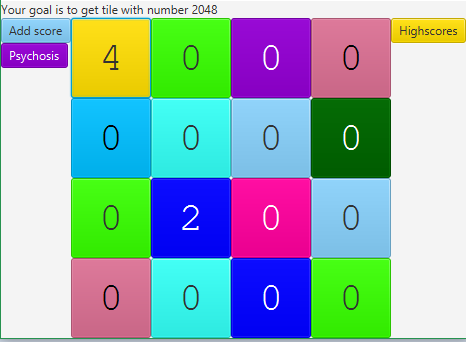 Your goal is to get tile with number 2048
Add score
Highscores
Psychosis
4 0 0 0
0 0 0 0
0 2 0 0
0 0 0 0